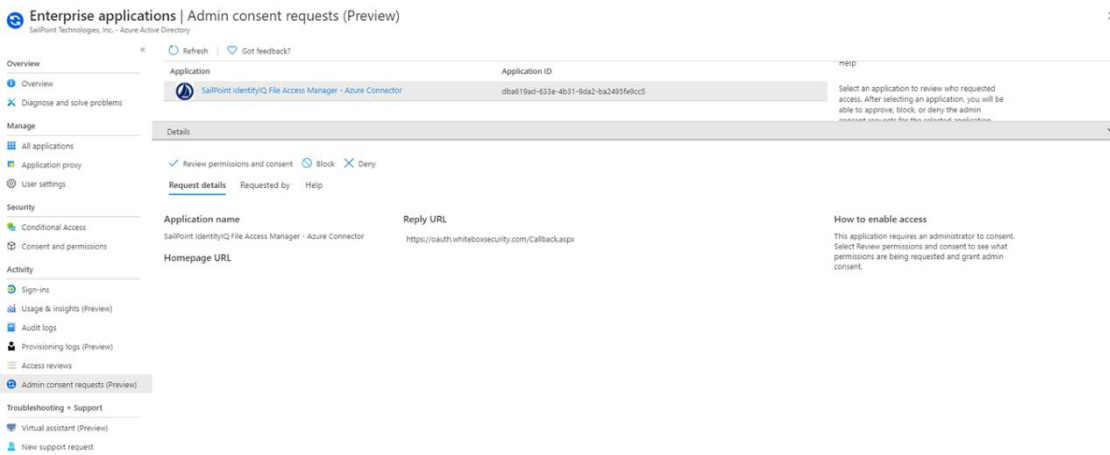 Enterprise applications | Admin consent requests (Preview)
SailPoint Technologies, Inc. - Azure Active Directory
«
Refresh
Got feedback?
Overview
Overview
Diagnose and solve problems
Manage
All applications
Application proxy
User settings
Security
Conditional Access
Consent and permissions
Activity
Sign-ins
Usage & insights (Preview)
Audit logs
Provisioning logs (Preview)
Access reviews
Admin consent requests (Preview)
Troubleshooting + Support
Virtual assistant (Preview)
New support request
Application
Application ID
SailPoint IdentityIQ File Access Manager - Azure Connector
dba619ad-633e-4b31-9da2-ba2495fe9cc5
Help
Select an application to review who requested
access. After selecting an application, you will be
able to approve, block, or deny the admin
consent requests for the selected application
Details
Review permissions and consent
Block
Deny
Request details
Requested by
Help
Application name
SailPoint IdentityIQ File Access Manager - Azure Connector
Homepage URL
Reply URL
https://oauth.whiteboxsecurity.com/Callback.aspx
How to enable access
This application requires an administrator to consent.
Select Review permissions and consent to see what
permissions are being requested and grant admin
consent.